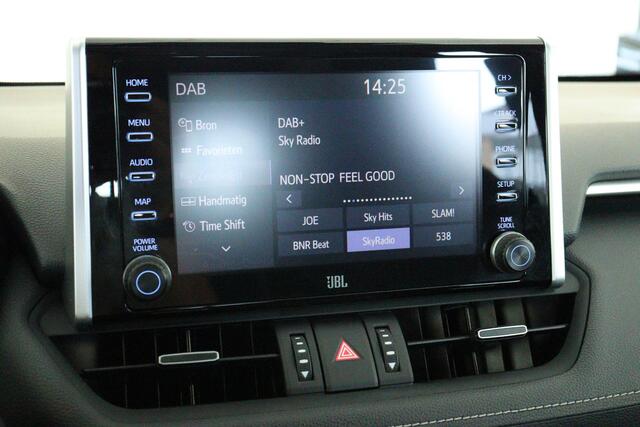 DAB 14:25
HOME
MENU
AUDIO
MAP
POWER
VOLUME
Bron
Favorieten
Handmatig
Time Shift
DAB+
Sky Radio
NON-STOP FEEL GOOD
JOE Sky Hits SLAM!
BNR Beat SkyRadio 538
CH >
TRACK
PHONE
SETUP
TUNE
SCROLL
JBL